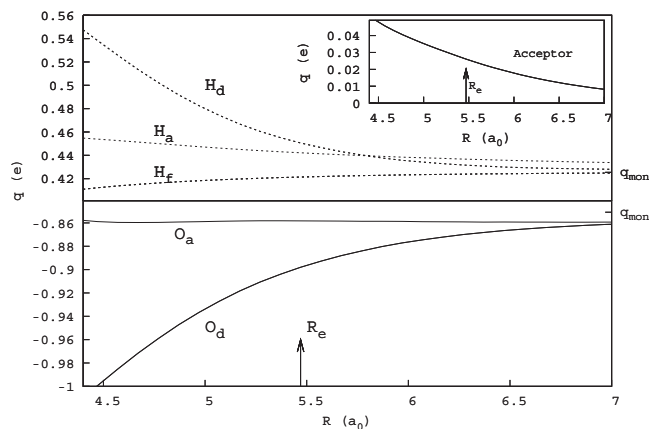 0.56
0.54
0.52
0.5
0.48
0.46
0.44
0.42
-0.86
-0.88
-0.9
-0.92
-0.94
-0.96
-0.98
-1
q (e)
q (e)
4.5 5 5.5 6 6.5 7
R (a₀)
H_d
H_a
H_f
O_a
O_d
R_e
q_mon
q_mon
0.04
0.03
0.02
0.01
0
q (e)
Acceptor
R_e
4.5 5 5.5 6 6.5 7
R (a₀)